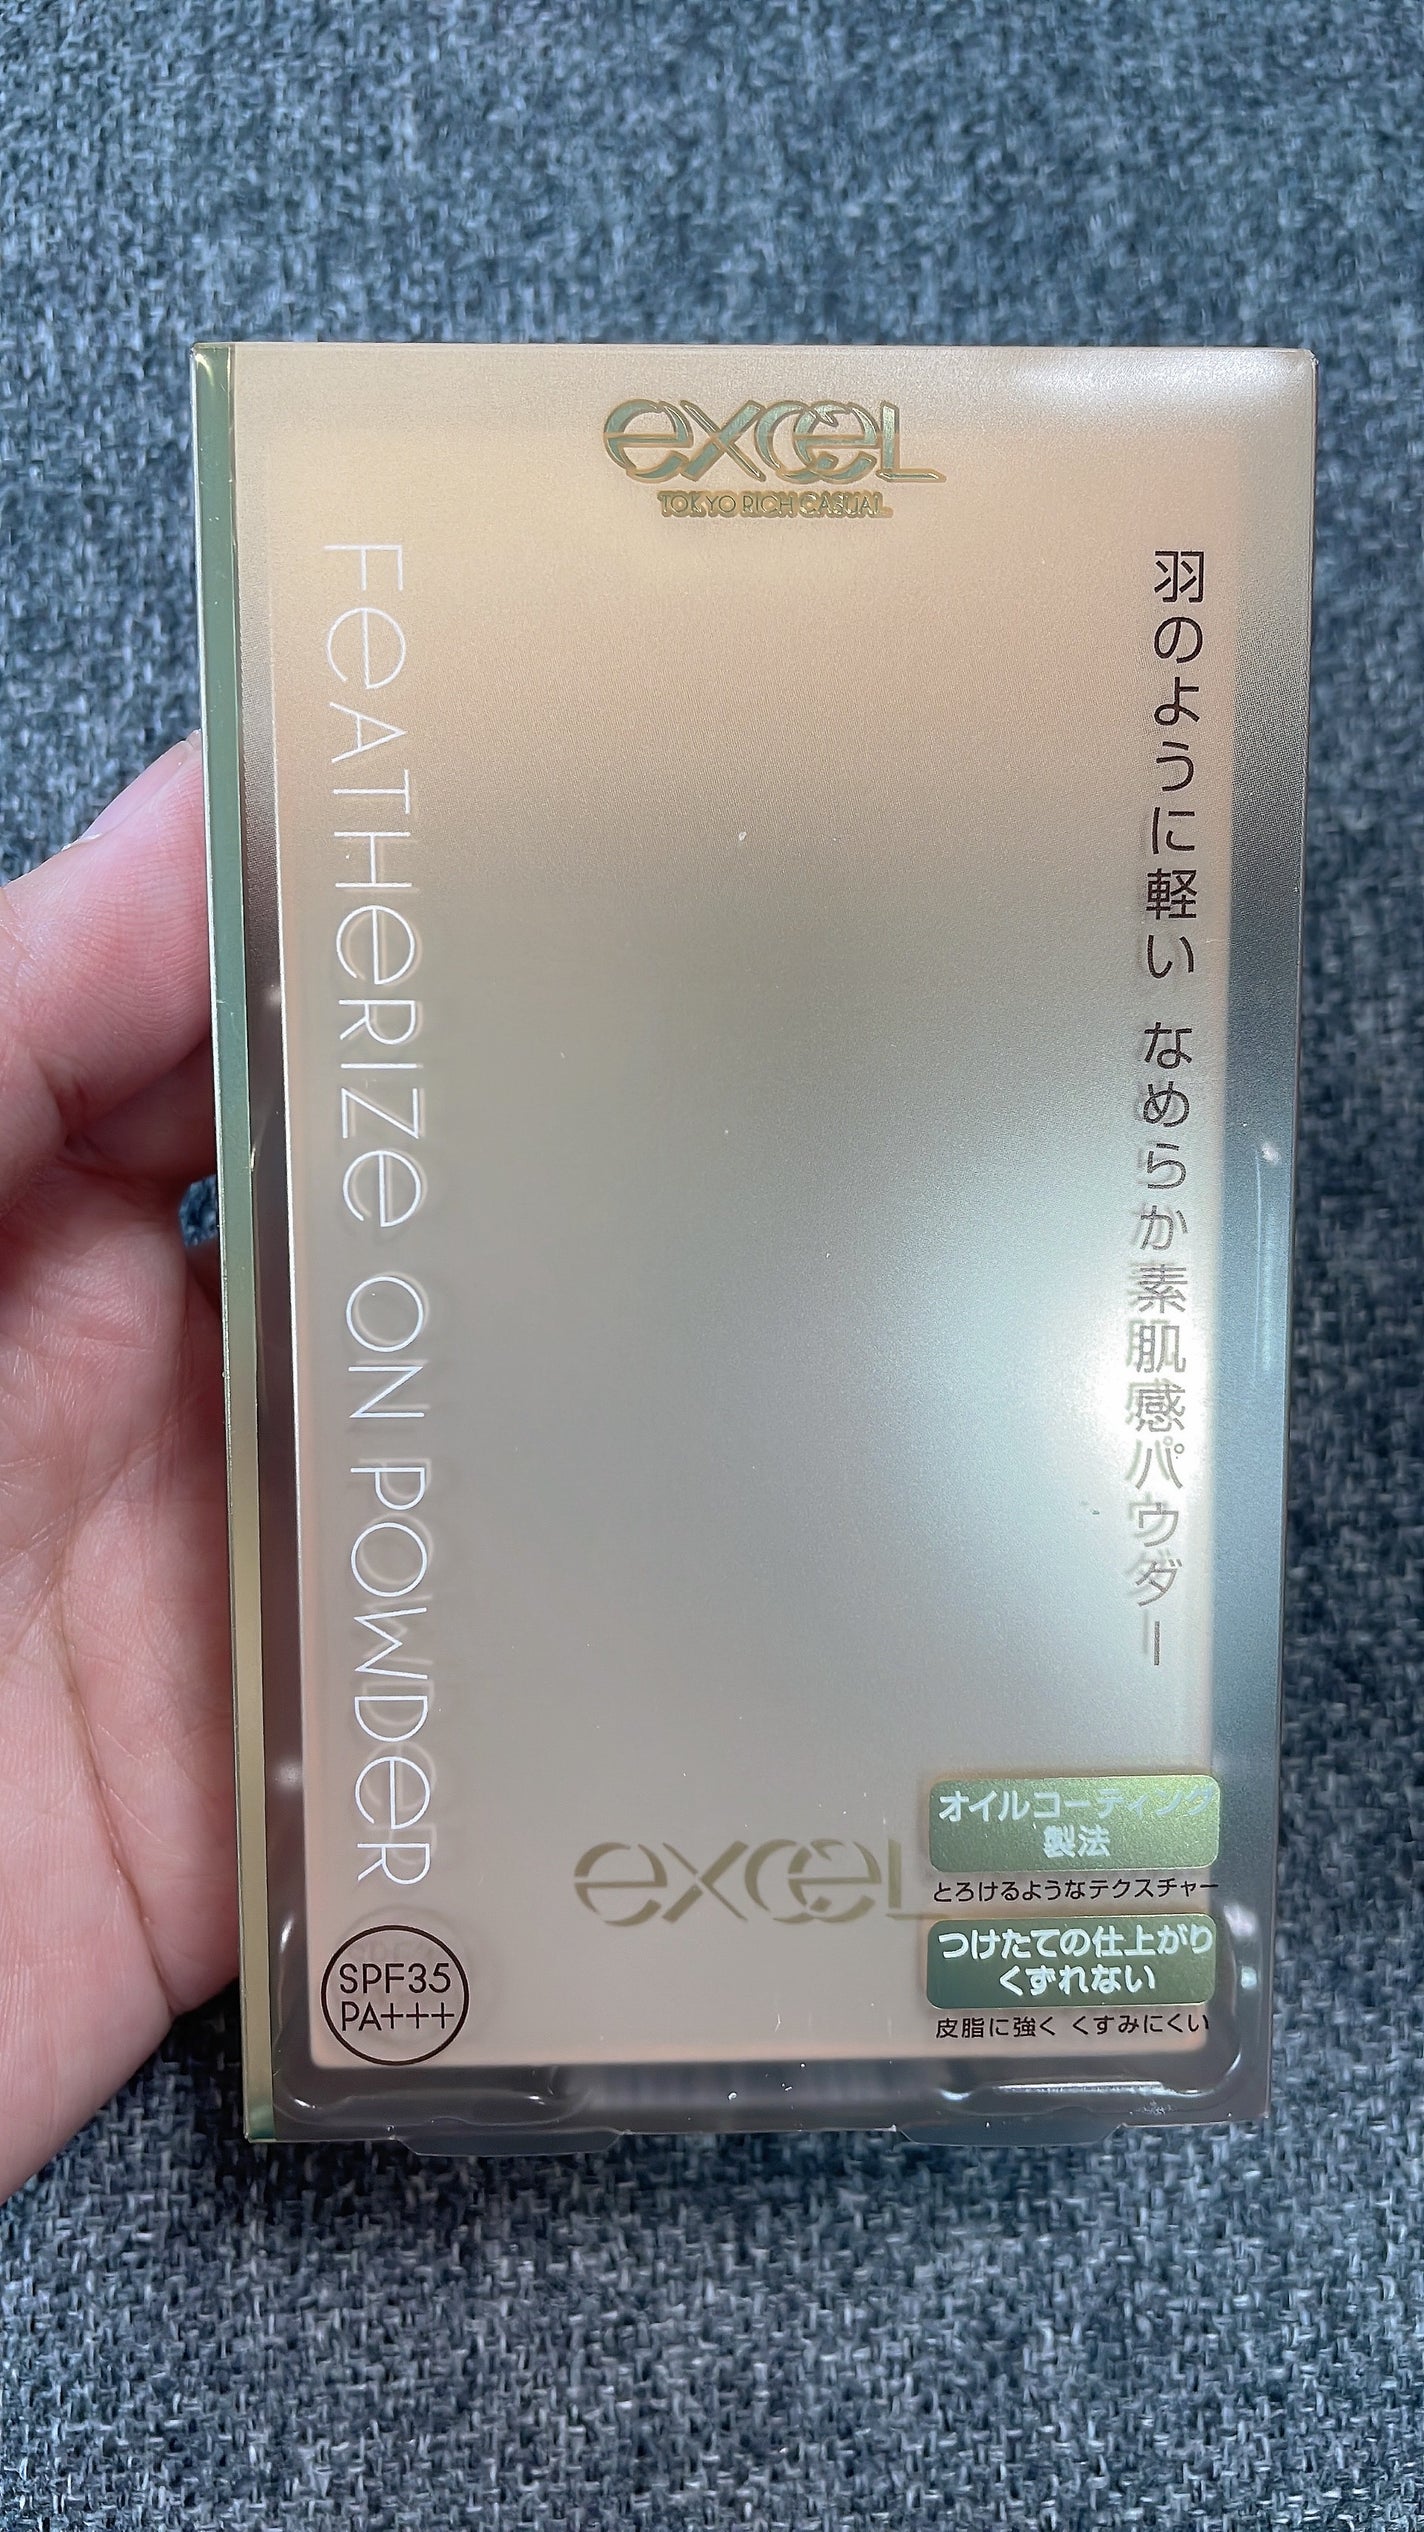 excel
TOKYO RICH CASUAL
FeATHeRIZe ON POWDeR
羽のように軽い なめらか素肌感パウダー
excel
オイルコーティング
製法
とろけるようなテクスチャー
つけたての仕上がり
くずれない
皮脂に強く くすみにくい
SPF35
PA+++